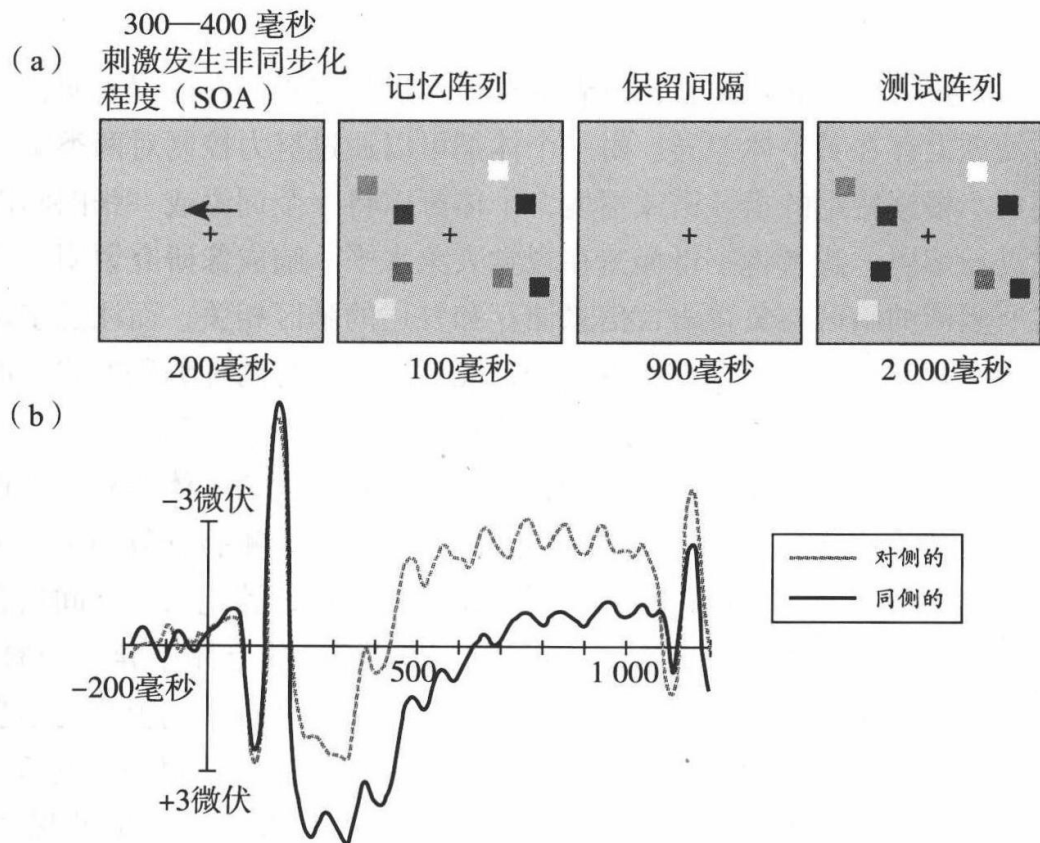 300—400 毫秒
(a) 刺激发生非同步化
程度(SOA)
记忆阵列
保留间隔
测试阵列
200毫秒
100毫秒
900毫秒
2 000毫秒
(b)
-3微伏
对侧的
同侧的
-200毫秒
500
1 000
+3微伏